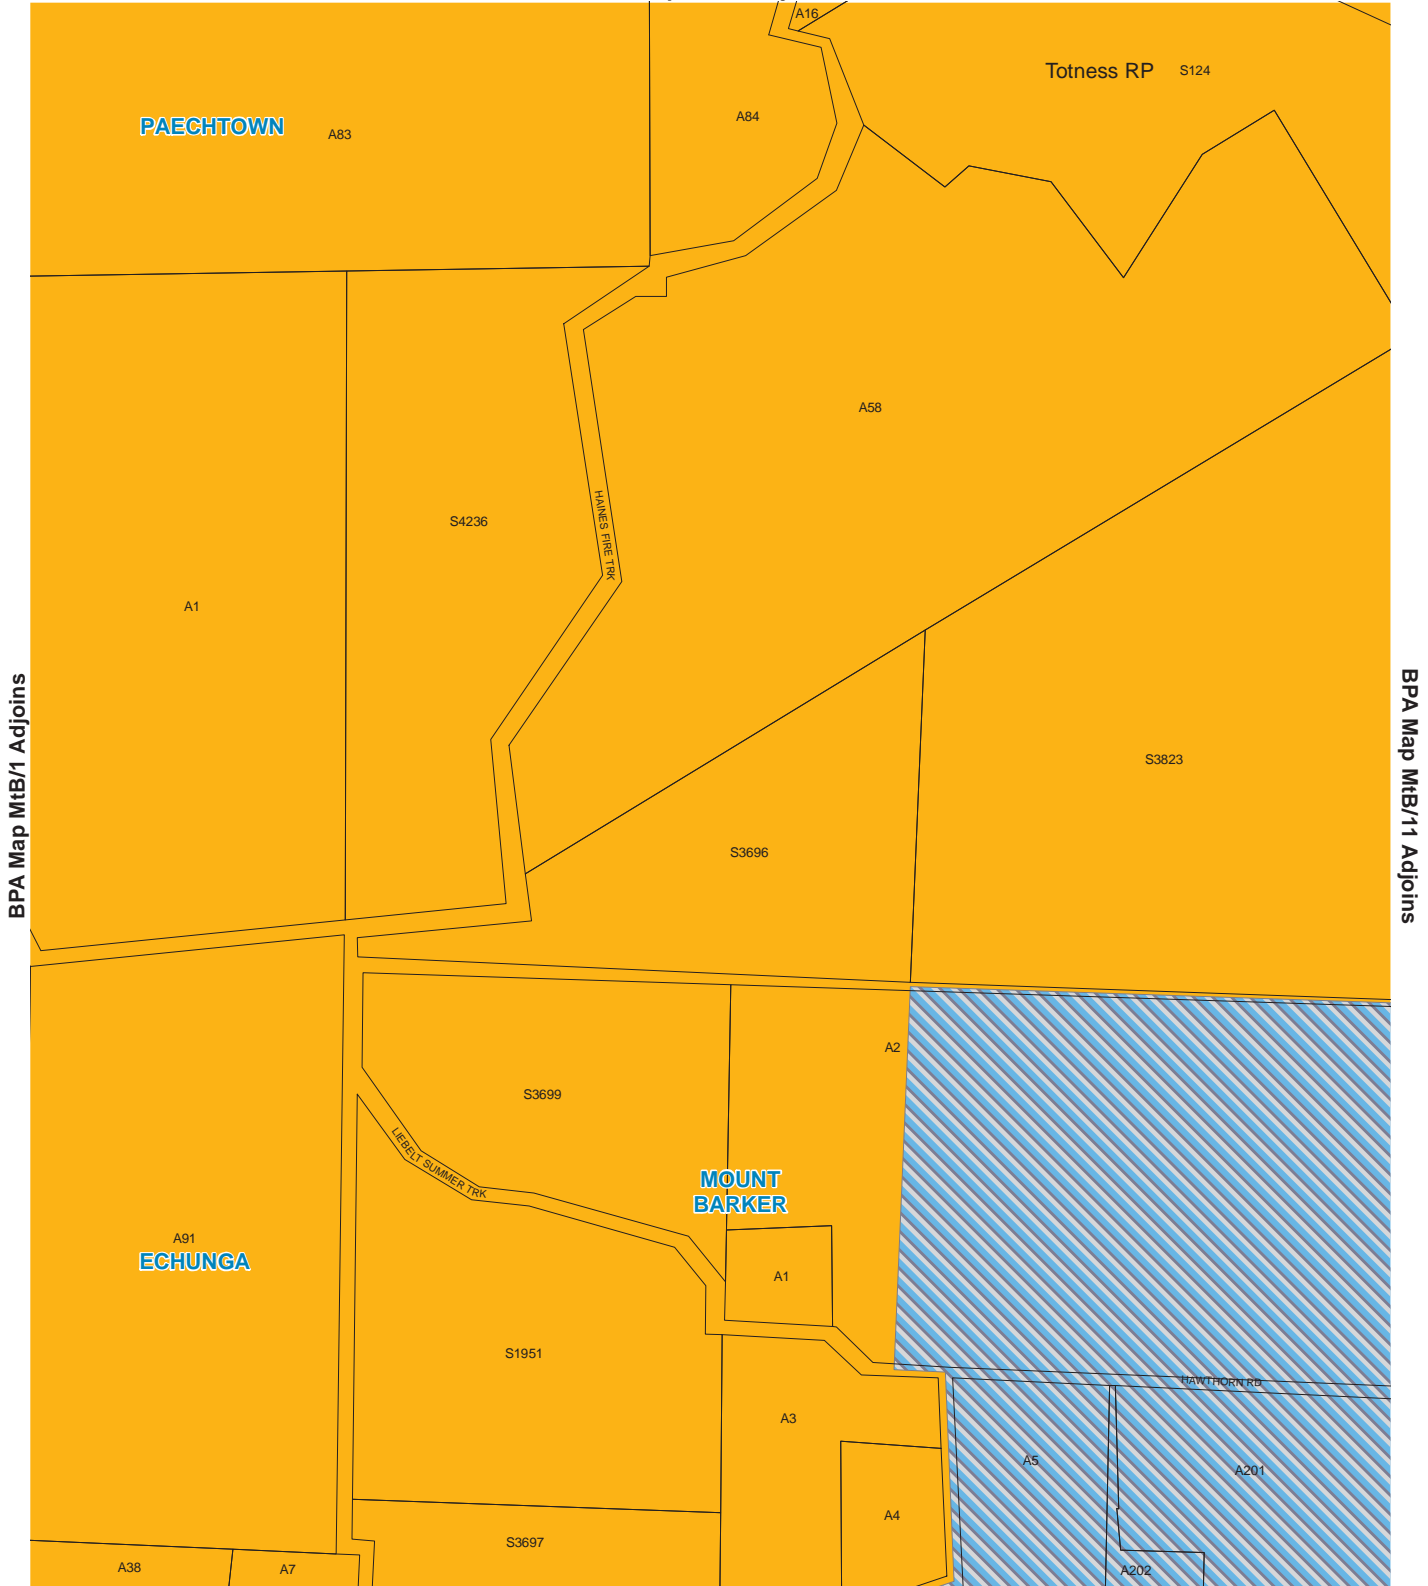 A16
Totness RP S124
A84
PAECHTOWN A83
A58
S4236
HAINES FIRE TRK
A1
BPA Map MtB/1 Adjoins
BPA Map MtB/11 Adjoins
S3823
S3696
A2
S3699
LIEBELT SUMMER TRK
MOUNT
BARKER
A91
ECHUNGA
A1
S1951
HAWTHORN RD
A3
A5
A201
A4
S3697
A38
A7
A202